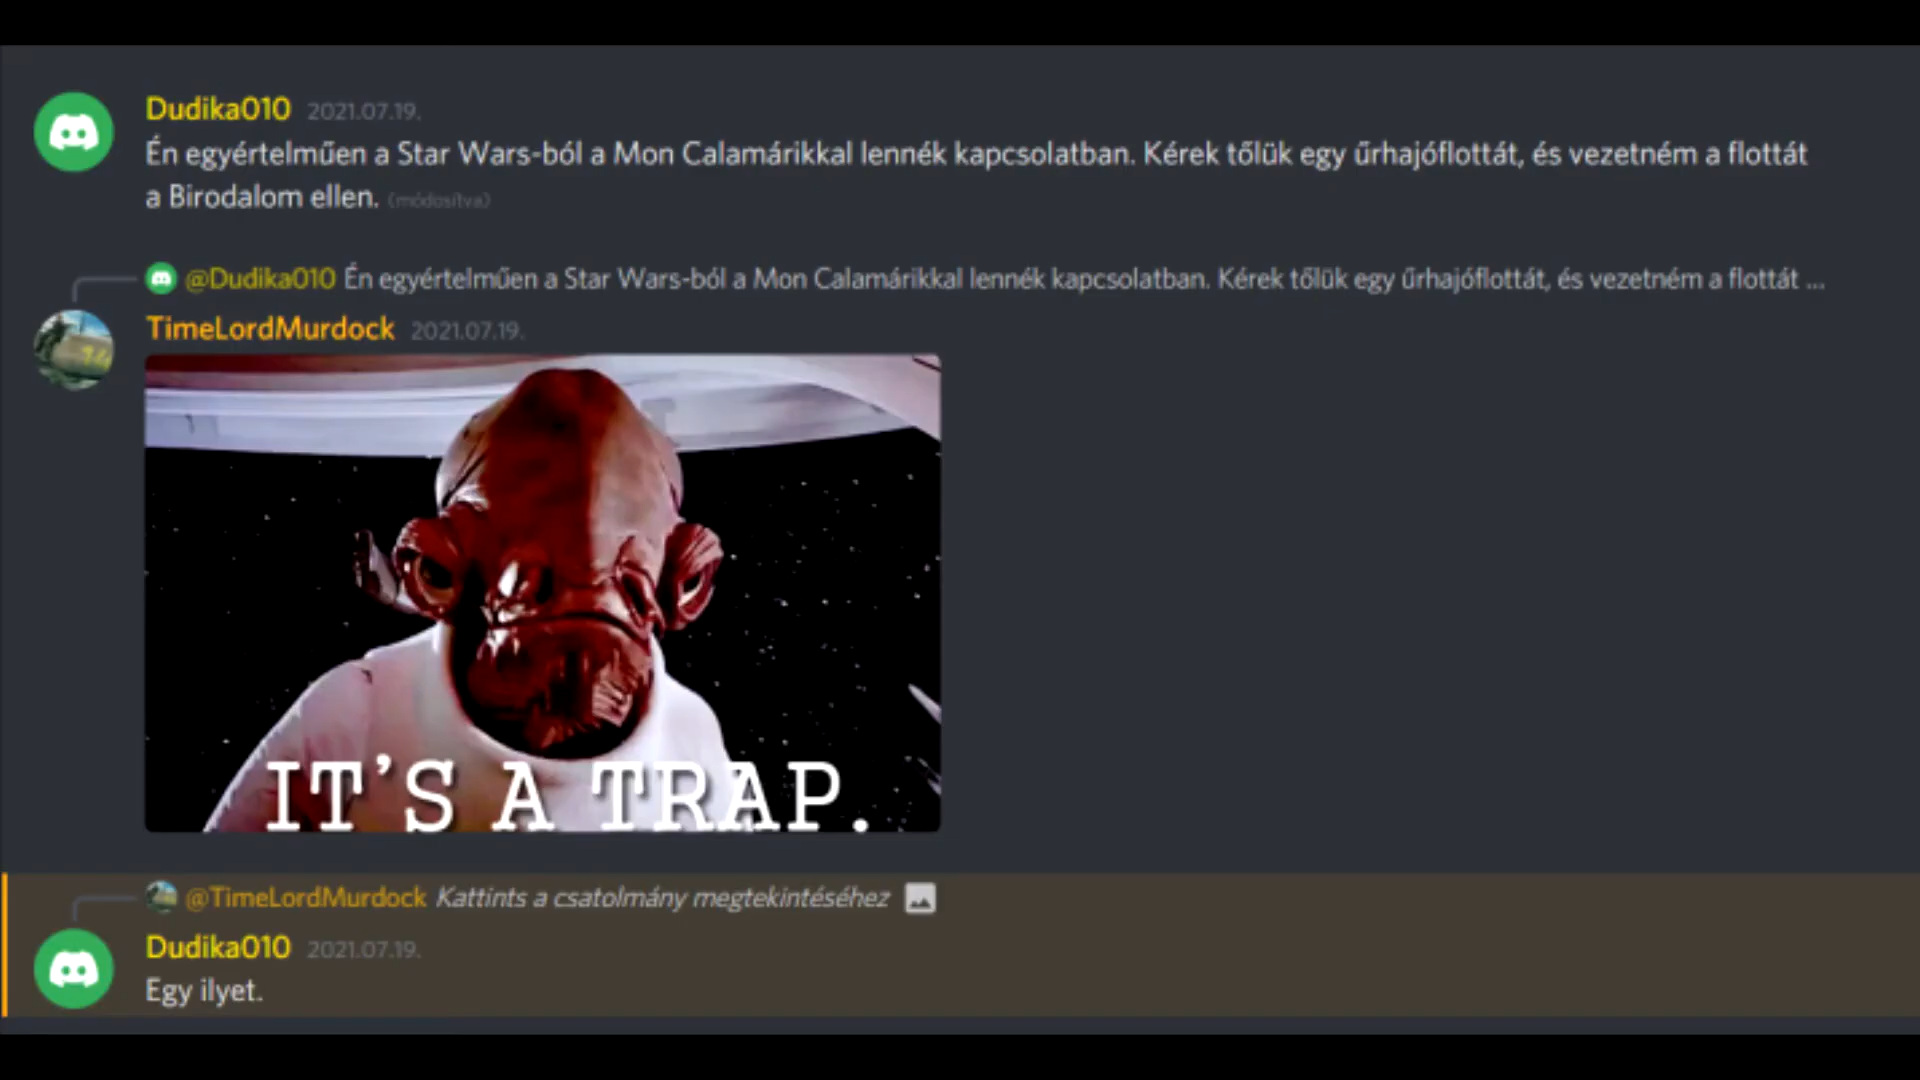 Dudika010 2021.07.19.
Én egyértelműen a Star Wars-ból a Mon Calamárikkal lennék kapcsolatban. Kérek tőlük egy űrhajóflottát, és vezetném a flottát
a Birodalom ellen. (módosítva)
@Dudika010 Én egyértelműen a Star Wars-ból a Mon Calamárikkal lennék kapcsolatban. Kérek tőlük egy űrhajóflottát, és vezetném a flottát ...
TimeLordMurdock 2021.07.19.
IT'S A TRAP.
@TimeLordMurdock Kattints a csatolmány megtekintéséhez
Dudika010 2021.07.19.
Egy ilyet.